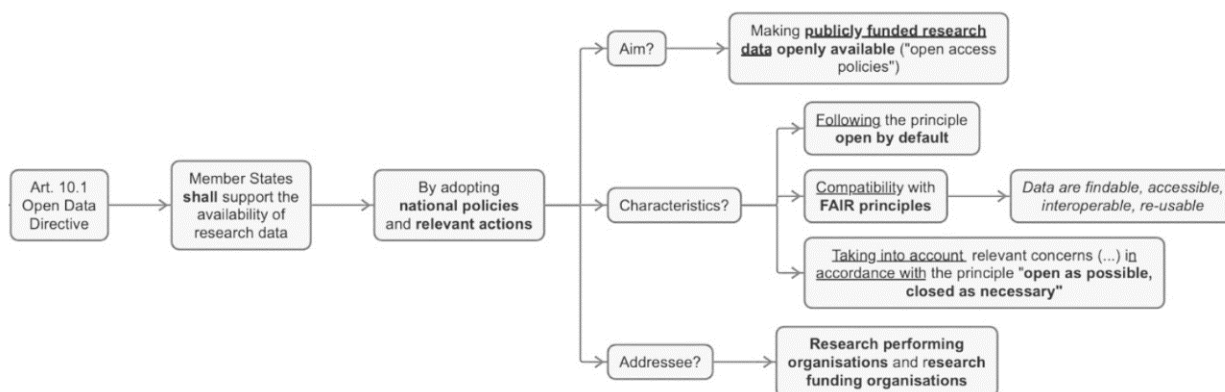 Art. 10.1
Open Data
Directive
Member States
shall support the
availability of
research data
By adopting
national policies
and relevant actions
Aim?
Making publicly funded research
data openly available ("open access
policies")
Characteristics?
Following the principle
open by default
Compatibility with
FAIR principles
Data are findable, accessible,
interoperable, re-usable
Taking into account relevant concerns (...) in
accordance with the principle "open as possible,
closed as necessary"
Addressee?
Research performing
organisations and research
funding organisations